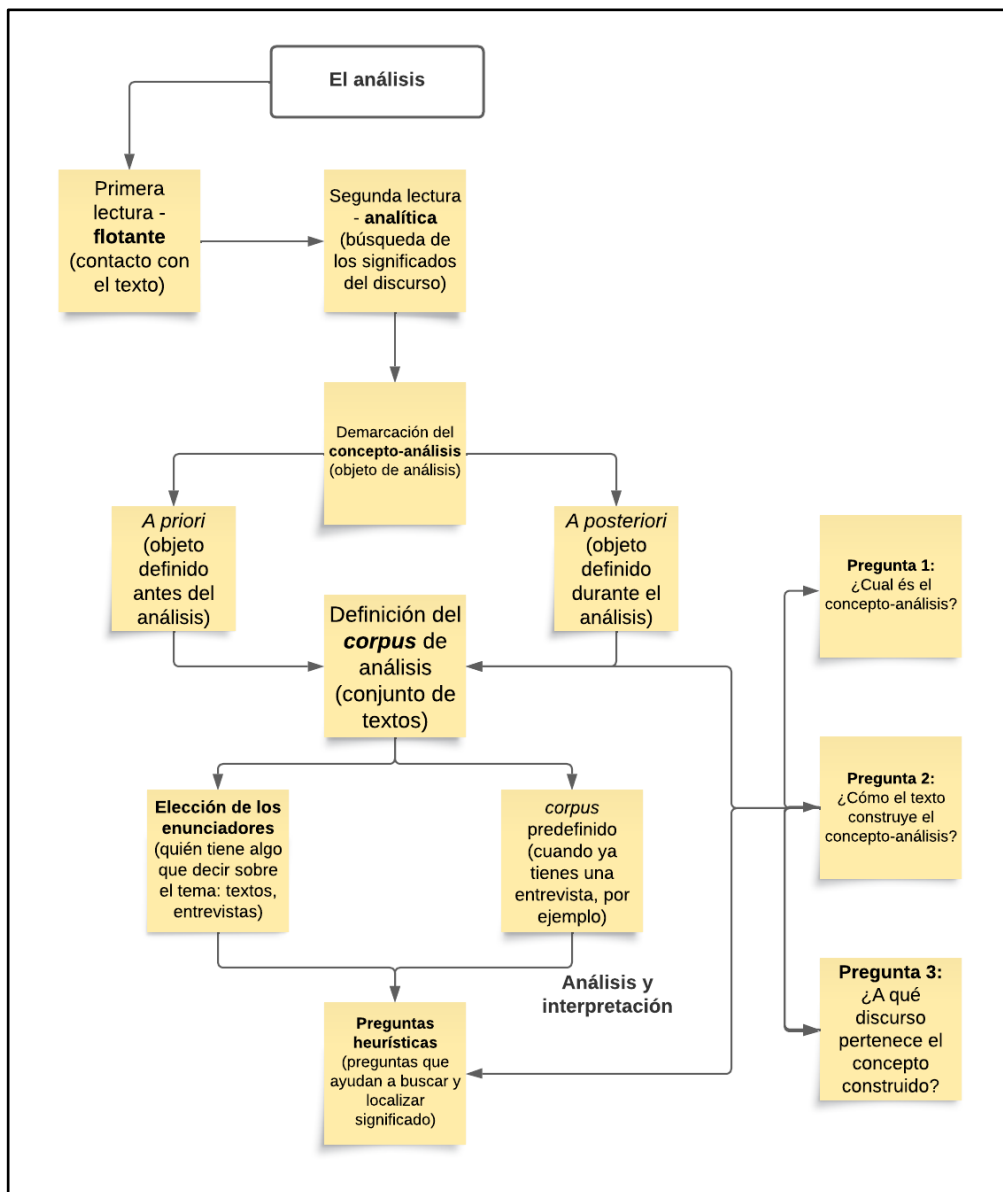 El análisis
Primera
lectura -
flotante
(contacto con
el texto)
Segunda lectura
- analítica
(búsqueda de
los significados
del discurso)
Demarcación del
concepto-análisis
(objeto de análisis)
A priori
(objeto
definido
antes del
análisis)
A posteriori
(objeto
definido
durante el
análisis)
Definición del
corpus de
análisis
(conjunto de
textos)
Elección de los
enunciadores
(quién tiene algo
que decir sobre
el tema: textos,
entrevistas)
corpus
predefinido
(cuando ya
tienes una
entrevista, por
ejemplo)
Análisis y
interpretación
Preguntas
heurísticas
(preguntas que
ayudan a buscar y
localizar
significado)
Pregunta 1:
¿Cual és el
concepto-análisis?
Pregunta 2:
¿Cómo el texto
construye el
concepto-análisis?
Pregunta 3:
¿A qué
discurso
pertenece el
concepto
construido?